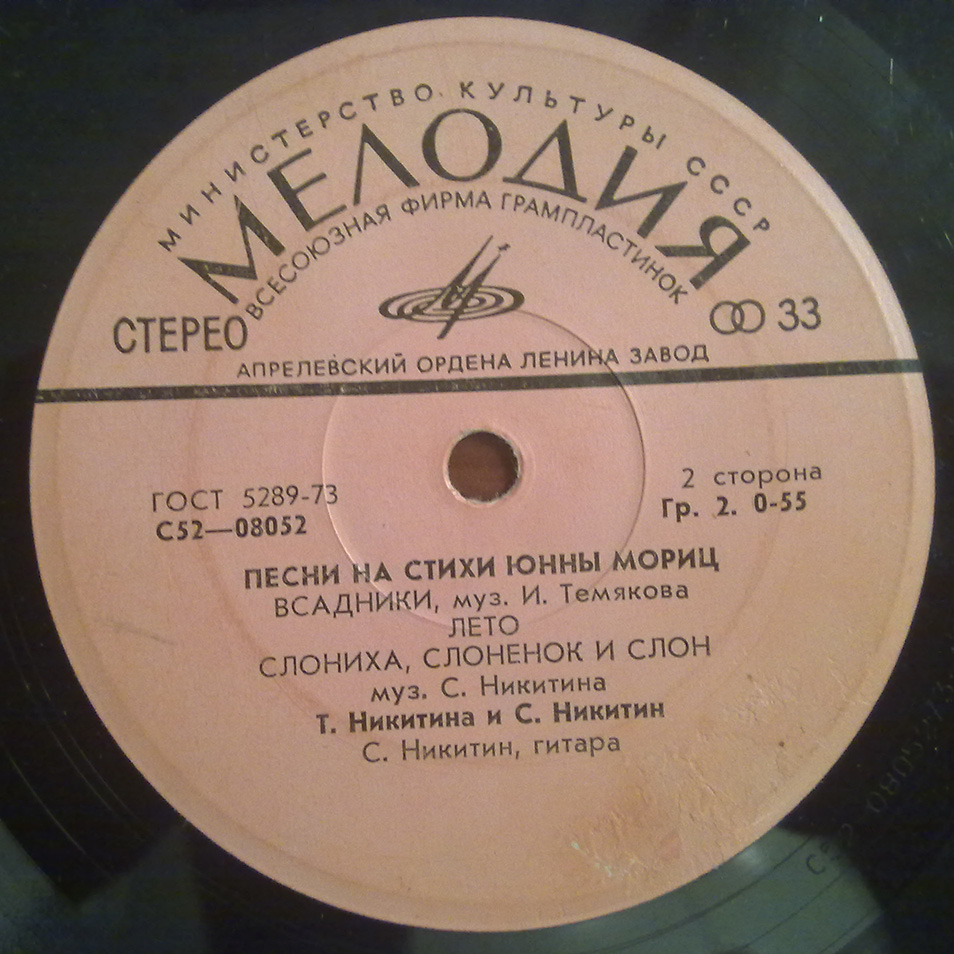 МИНИСТЕРСТВО КУЛЬТУРЫ СССР
МЕЛОДИЯ
ВСЕСОЮЗНАЯ ФИРМА ГРАМПЛАСТИНОК
СТЕРЕО
33
АПРЕЛЕВСКИЙ ОРДЕНА ЛЕНИНА ЗАВОД
ГОСТ 5289-73
С52—08052
2 сторона
Гр. 2. 0-55
ПЕСНИ НА СТИХИ ЮННЫ МОРИЦ
ВСАДНИКИ, муз. И. Темякова
ЛЕТО
СЛОНИХА, СЛОНЕНОК И СЛОН
муз. С. Никитина
Т. Никитина и С. Никитин
С. Никитин, гитара